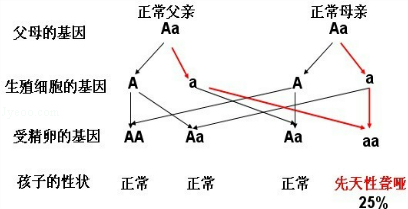 正常父亲 正常母亲
父母的基因 Aa Aa
生殖细胞的基因 A a A a
受精卵的基因 AA Aa Aa aa
孩子的性状 正常 正常 正常 先天性聋哑
25%